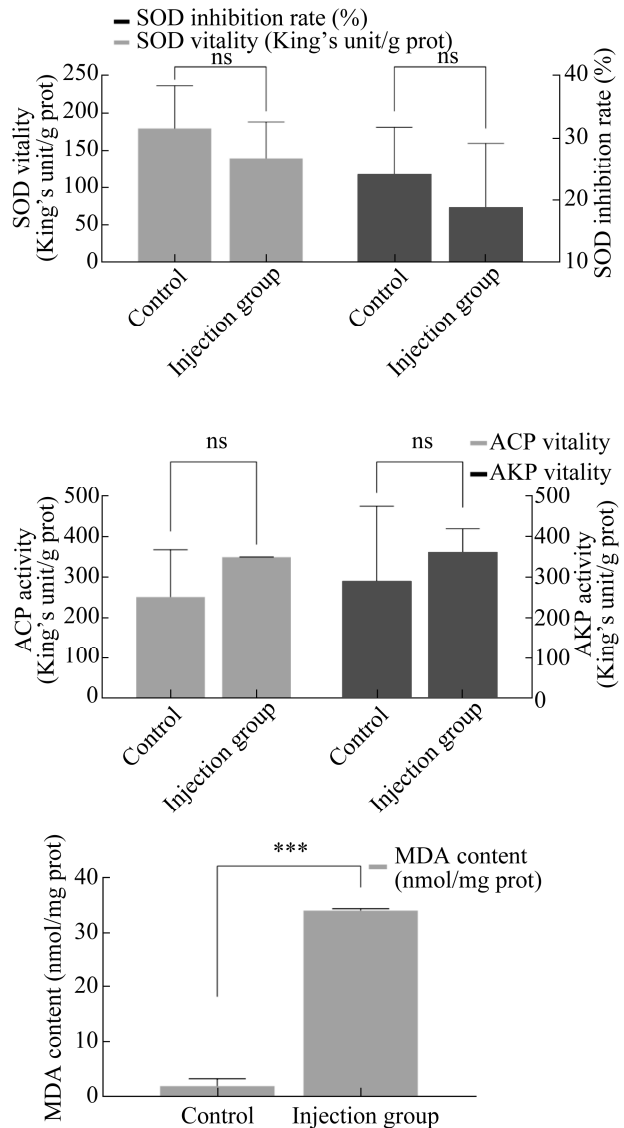 SOD inhibition rate (%)
SOD vitality (King's unit/g prot)
ns
ns
250
200
150
100
50
0
SOD vitality
(King's unit/g prot)
40
30
20
10
SOD inhibition rate (%)
Control
Injection group
Control
Injection group
ACP vitality
AKP vitality
ns
ns
500
400
300
200
100
0
ACP activity
(King's unit/g prot)
500
400
300
200
100
0
AKP activity
(King's unit/g prot)
Control
Injection group
Control
Injection group
***
MDA content
(nmol/mg prot)
40
30
20
10
0
MDA content (nmol/mg prot)
Control
Injection group